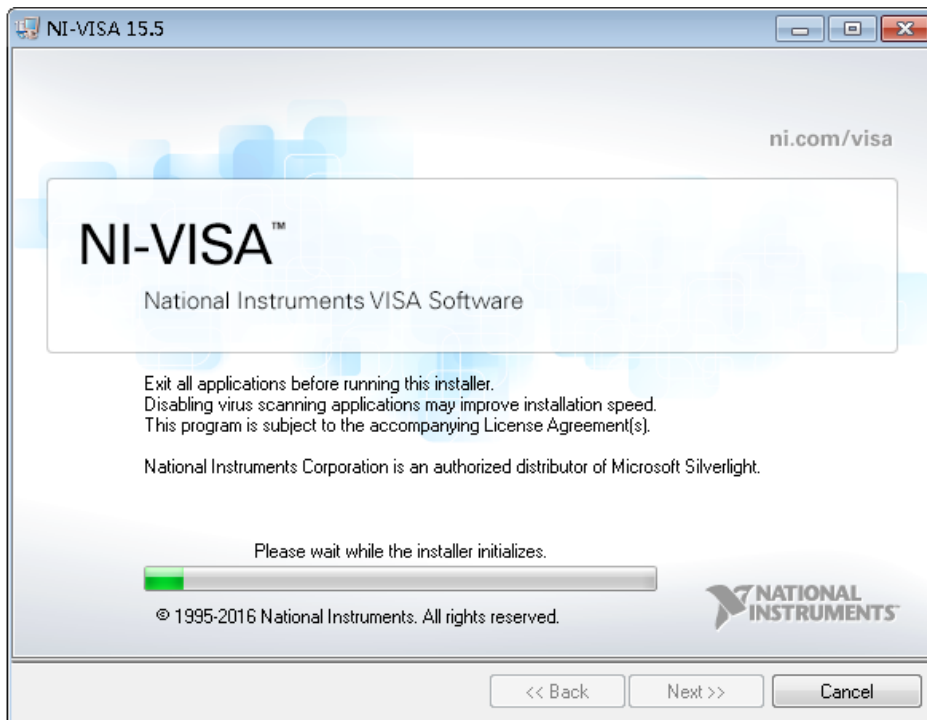 NI-VISA 15.5
ni.com/visa
NI-VISA™
National Instruments VISA Software
Exit all applications before running this installer.
Disabling virus scanning applications may improve installation speed.
This program is subject to the accompanying License Agreement(s).
National Instruments Corporation is an authorized distributor of Microsoft Silverlight.
Please wait while the installer initializes.
© 1995-2016 National Instruments. All rights reserved.
NATIONAL
INSTRUMENTS™
<< Back
Next >>
Cancel